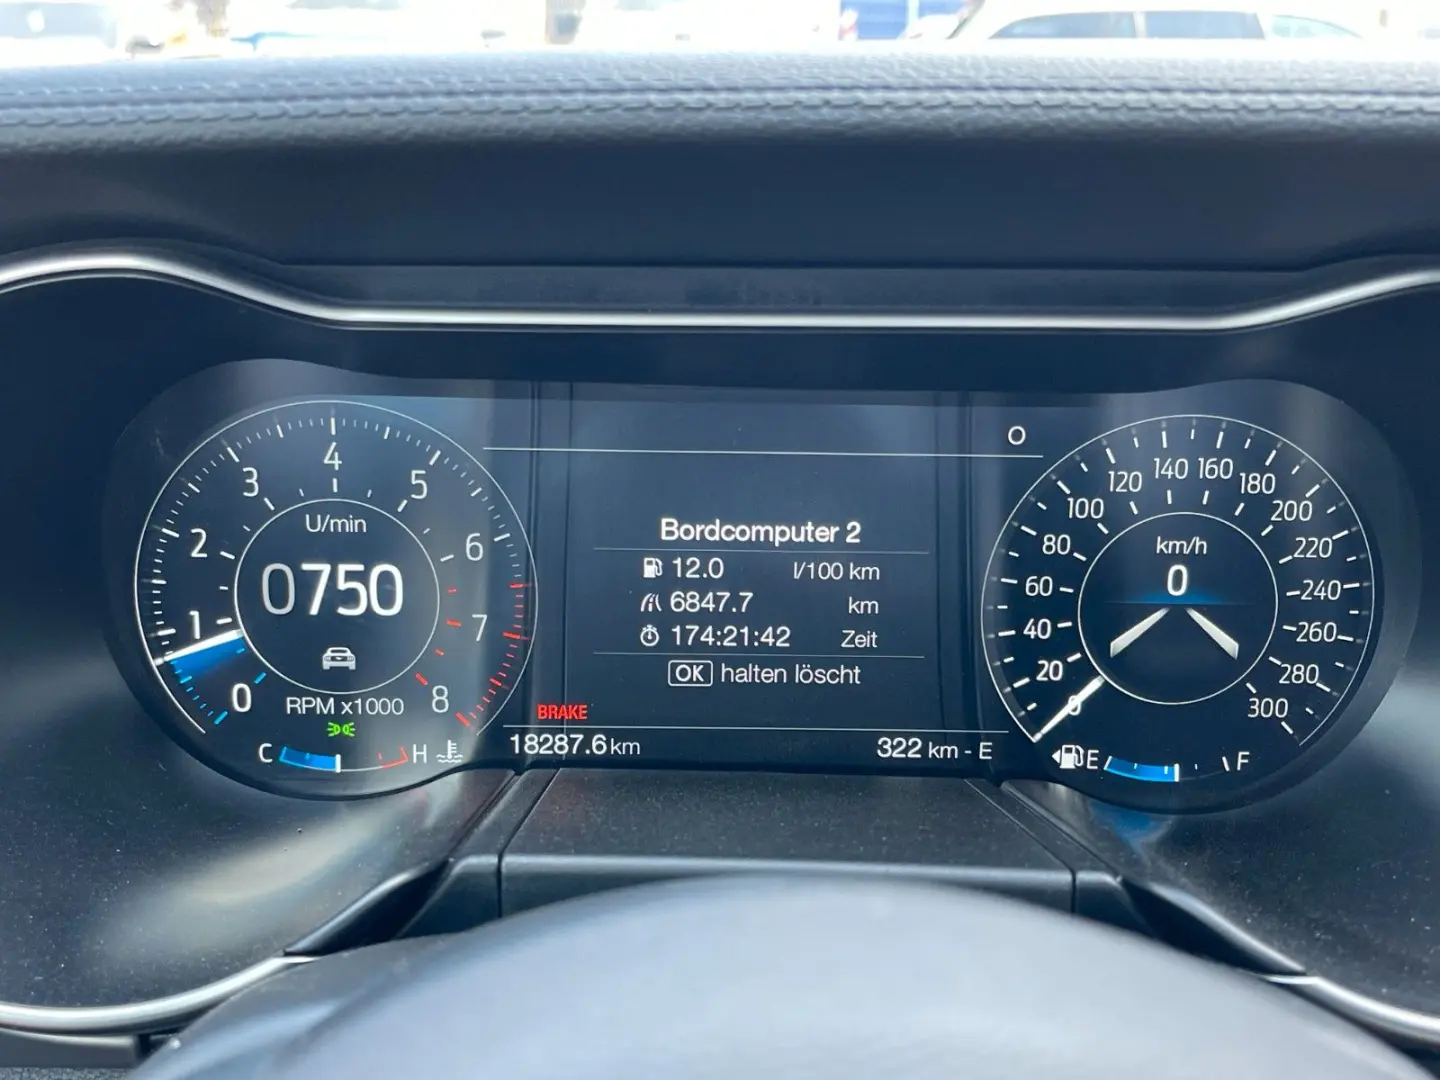 0 1 2 3 4 5 6 7 8
U/min
0750
RPM x1000
C H
O
Bordcomputer 2
12.0 l/100 km
6847.7 km
174:21:42 Zeit
OK halten löscht
BRAKE
18287.6 km 322 km - E
0 20 40 60 80 100 120 140 160 180 200 220 240 260 280 300
km/h
0
E F